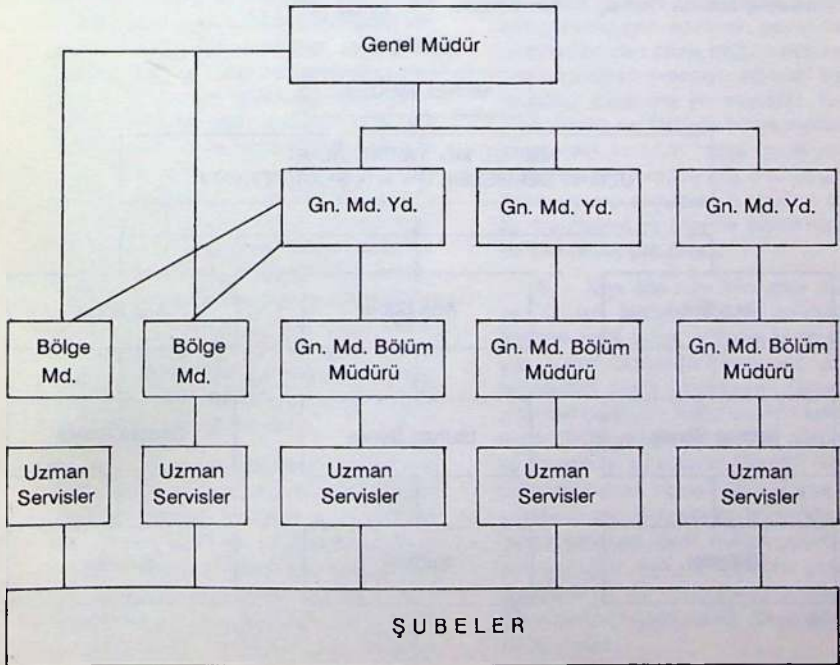 Genel Müdür
Gn. Md. Yd.
Gn. Md. Yd.
Gn. Md. Yd.
Bölge
Md.
Bölge
Md.
Gn. Md. Bölüm
Müdürü
Gn. Md. Bölüm
Müdürü
Gn. Md. Bölüm
Müdürü
Uzman
Servisler
Uzman
Servisler
Uzman
Servisler
Uzman
Servisler
Uzman
Servisler
ŞUBELER